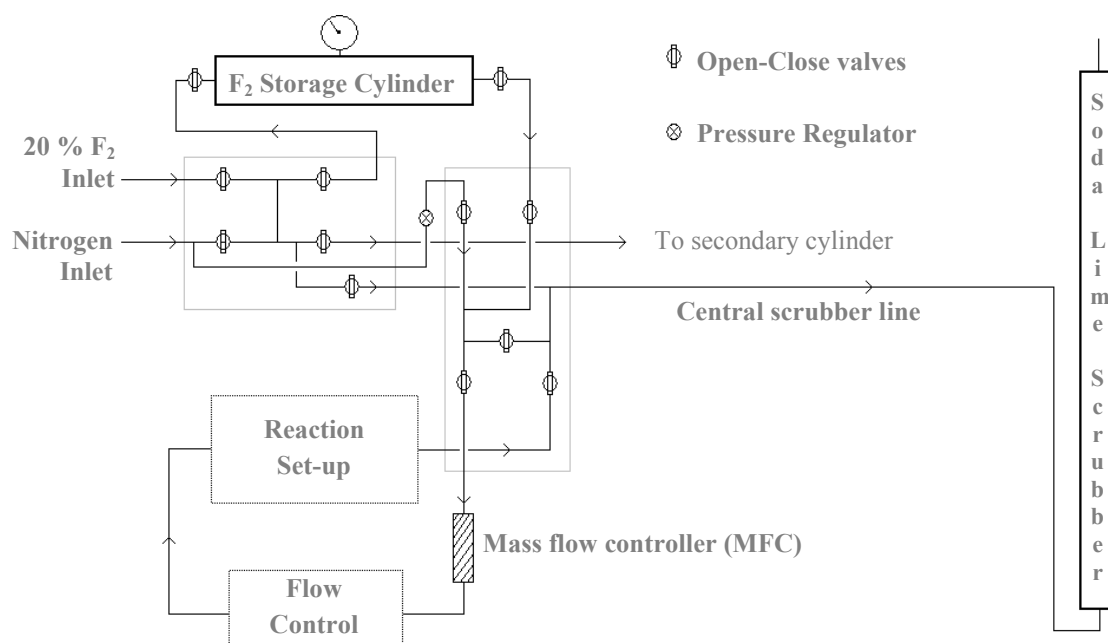 F₂ Storage Cylinder
Open-Close valves
Pressure Regulator
20 % F₂
Inlet
Nitrogen
Inlet
To secondary cylinder
Central scrubber line
Reaction
Set-up
Mass flow controller (MFC)
Flow
Control
Soda Lime Scrubber